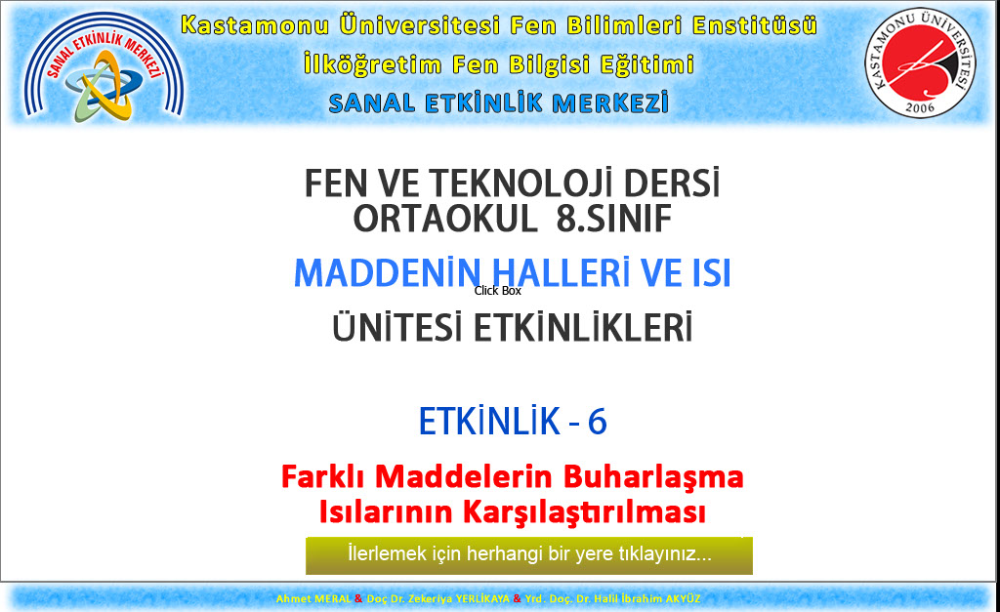 Kastamonu Üniversitesi Fen Bilimleri Enstitüsü
İlköğretim Fen Bilgisi Eğitimi
SANAL ETKİNLİK MERKEZİ
SANAL ETKİNLİK MERKEZİ
KASTAMONU ÜNİVERSİTESİ
2006
FEN VE TEKNOLOJİ DERSİ
ORTAOKUL 8.SINIF
MADDENİN HALLERİ VE ISI
Click Box
ÜNİTESİ ETKİNLİKLERİ
ETKİNLİK - 6
Farklı Maddelerin Buharlaşma
Isılarının Karşılaştırılması
İlerlemek için herhangi bir yere tıklayınız...
Ahmet MERAL & Doç Dr. Zekeriya YERLİKAYA & Yrd. Doç. Dr. Halil İbrahim AKYÜZ